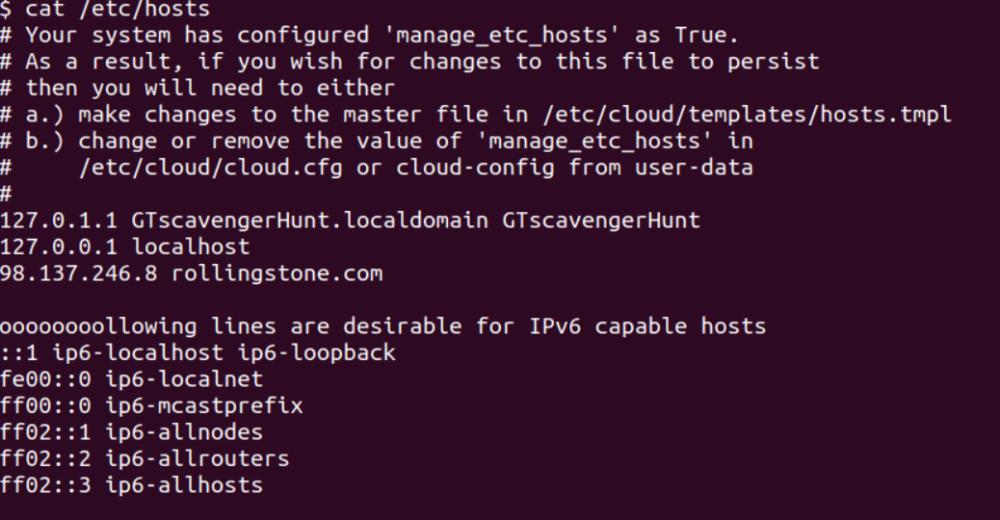 $ cat /etc/hosts
# Your system has configured 'manage_etc_hosts' as True.
# As a result, if you wish for changes to this file to persist
# then you will need to either
# a.) make changes to the master file in /etc/cloud/templates/hosts.tmpl
# b.) change or remove the value of 'manage_etc_hosts' in
#     /etc/cloud/cloud.cfg or cloud-config from user-data
#
127.0.1.1 GTscavengerHunt.localdomain GTscavengerHunt
127.0.0.1 localhost
98.137.246.8 rollingstone.com

ooooooooollowing lines are desirable for IPv6 capable hosts
::1 ip6-localhost ip6-loopback
fe00::0 ip6-localnet
ff00::0 ip6-mcastprefix
ff02::1 ip6-allnodes
ff02::2 ip6-allrouters
ff02::3 ip6-allhosts